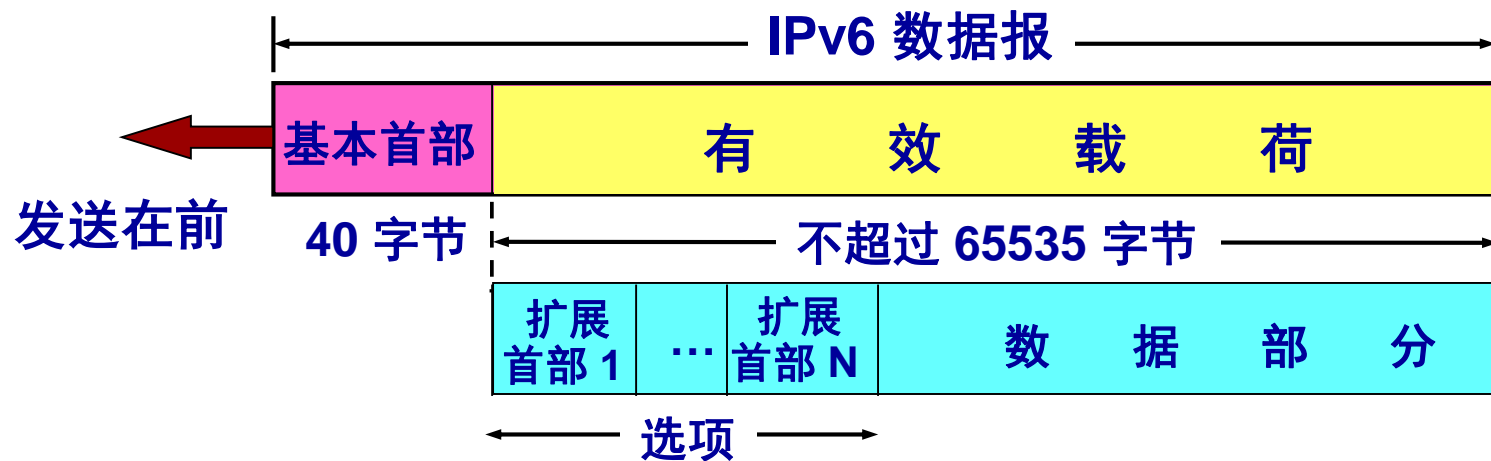 IPv6 数据报
基本首部
有效载荷
发送在前
40 字节
不超过 65535 字节
扩展
首部 1
…
扩展
首部 N
数据部分
选项